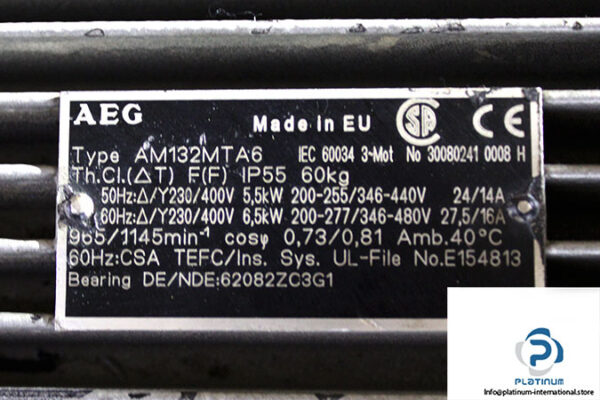 AEG
Made in EU
SA
CE
Type AM132MTA6 IEC 60034 3-Mot No 30080241 0008 H
Th.Cl.(ΔT) F(F) IP55 60kg
50Hz:Δ/Y230/400V 5,5kW 200-255/346-440V 24/14A
60Hz:Δ/Y230/400V 6,5kW 200-277/346-480V 27,5/16A
965/1145min⁻¹ cosφ 0,73/0,81 Amb.40°C
60Hz:CSA TEFC/Ins. Sys. UL-File No.E154813
Bearing DE/NDE:62082ZC3G1
PLATINUM
Info@platinum-international.store